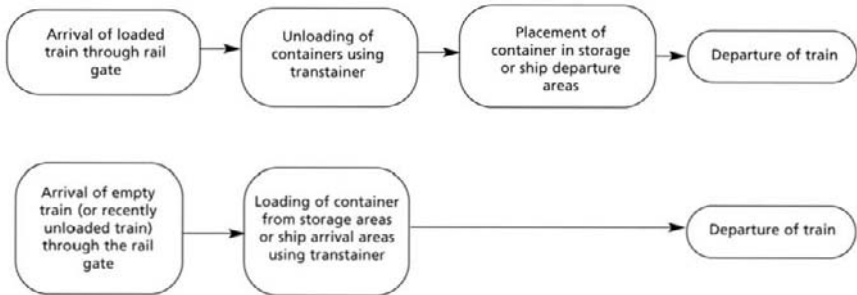 Arrival of loaded
train through rail
gate
Unloading of
containers using
transtainer
Placement of
container in storage
or ship departure
areas
Departure of train
Arrival of empty
train (or recently
unloaded train)
through the rail
gate
Loading of container
from storage areas
or ship arrival areas
using transtainer
Departure of train